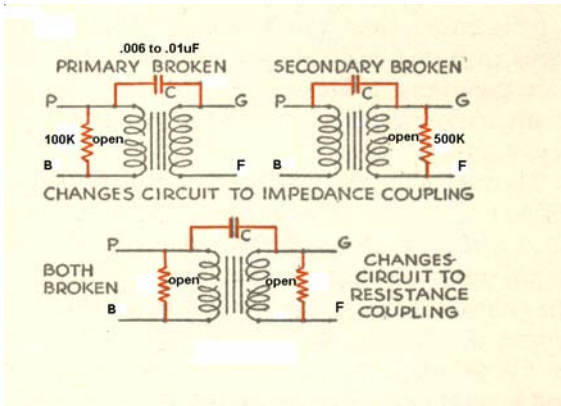 .006 to .01uF
PRIMARY BROKEN
C
P
G
100K
open
B
F
SECONDARY BROKEN
C
P
G
open
500K
B
F
CHANGES CIRCUIT TO IMPEDANCE COUPLING
C
P
G
BOTH
BROKEN
open
open
B
F
CHANGES
CIRCUIT TO
RESISTANCE
COUPLING